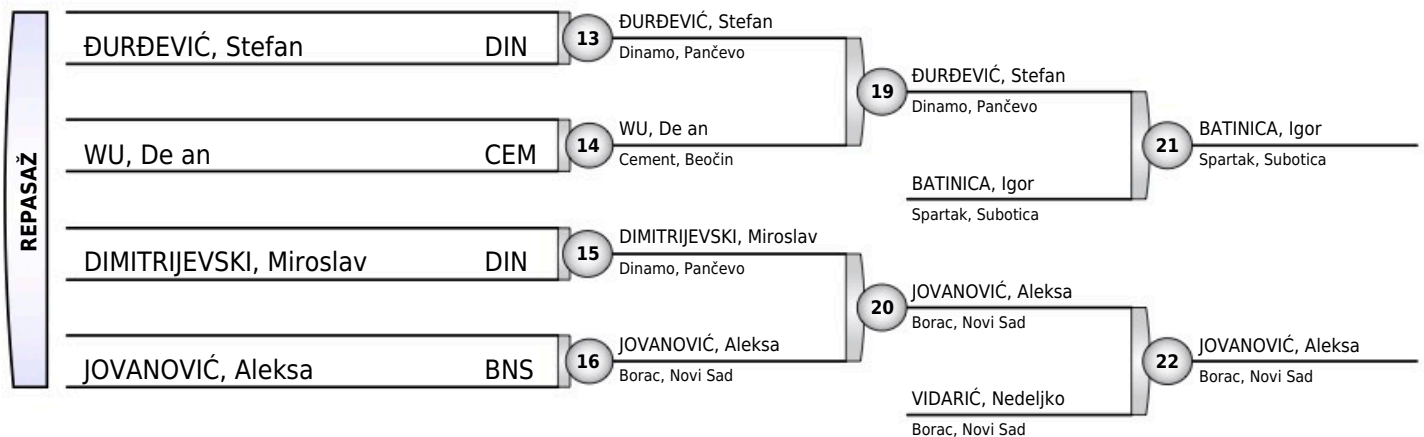 REPASAŽ
ĐURĐEVIĆ, Stefan DIN
13
ĐURĐEVIĆ, Stefan
Dinamo, Pančevo
WU, De an CEM
14
WU, De an
Cement, Beočin
19
ĐURĐEVIĆ, Stefan
Dinamo, Pančevo
BATINICA, Igor
Spartak, Subotica
21
BATINICA, Igor
Spartak, Subotica
DIMITRIJEVSKI, Miroslav DIN
15
DIMITRIJEVSKI, Miroslav
Dinamo, Pančevo
JOVANOVIĆ, Aleksa BNS
16
JOVANOVIĆ, Aleksa
Borac, Novi Sad
20
JOVANOVIĆ, Aleksa
Borac, Novi Sad
VIDARIĆ, Nedeljko
Borac, Novi Sad
22
JOVANOVIĆ, Aleksa
Borac, Novi Sad